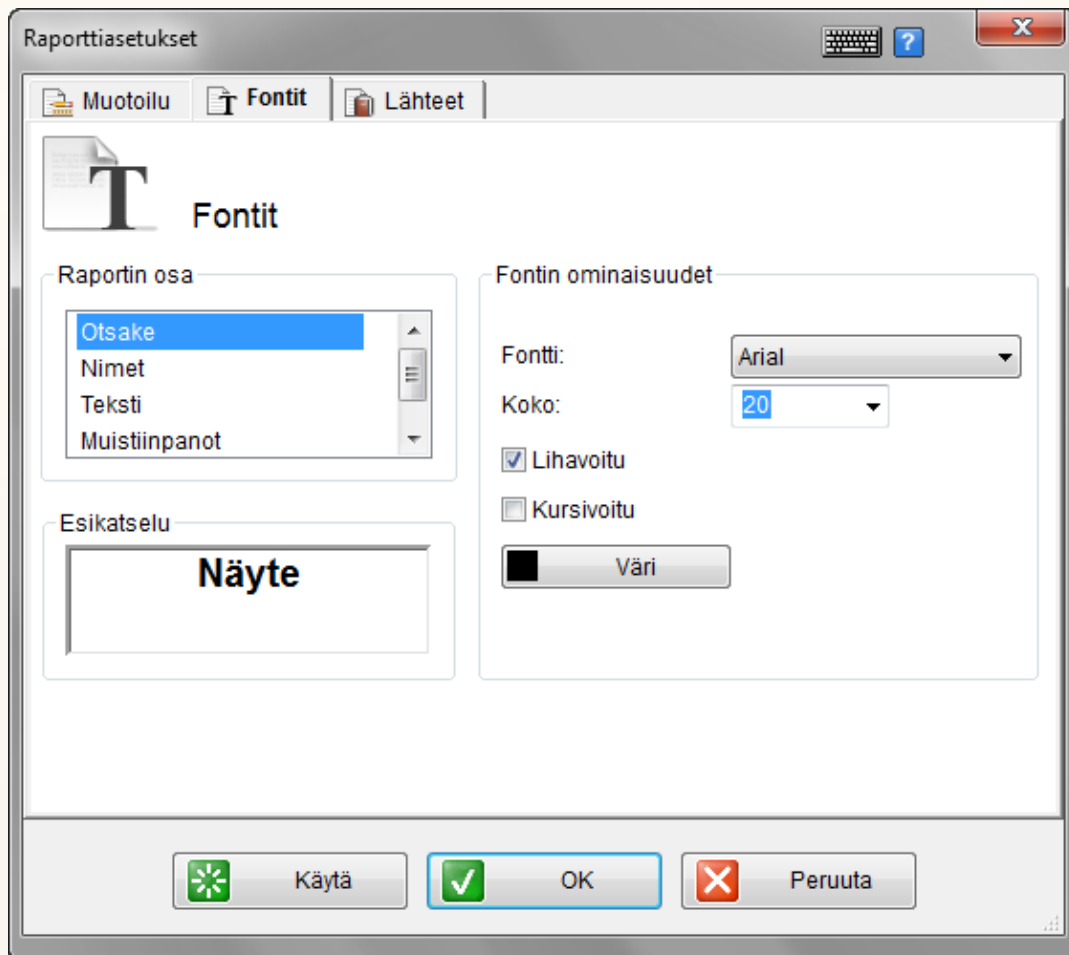 Raporttiasetukset
?
X
Muotoilu
T Fontit
Lähteet
T
Fontit
Raportin osa
Otsake
Nimet
Teksti
Muistiinpanot
Esikatselu
Näyte
Fontin ominaisuudet
Fontti: Arial
Koko: 20
Lihavoitu
Kursivoitu
Väri
Käytä
OK
Peruuta